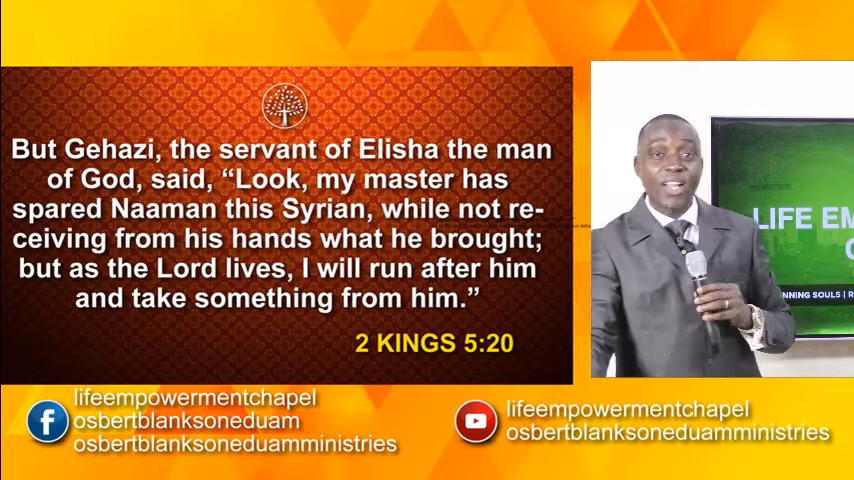 But Gehazi, the servant of Elisha the man
of God, said, “Look, my master has
spared Naaman this Syrian, while not re-
ceiving from his hands what he brought;
but as the Lord lives, I will run after him
and take something from him.”
2 KINGS 5:20
LIFE EM
C
NNING SOULS | R
lifeempowermentchapel
osbertblanksoneduam
osbertblanksoneduamministries
lifeempowermentchapel
osbertblanksoneduamministries